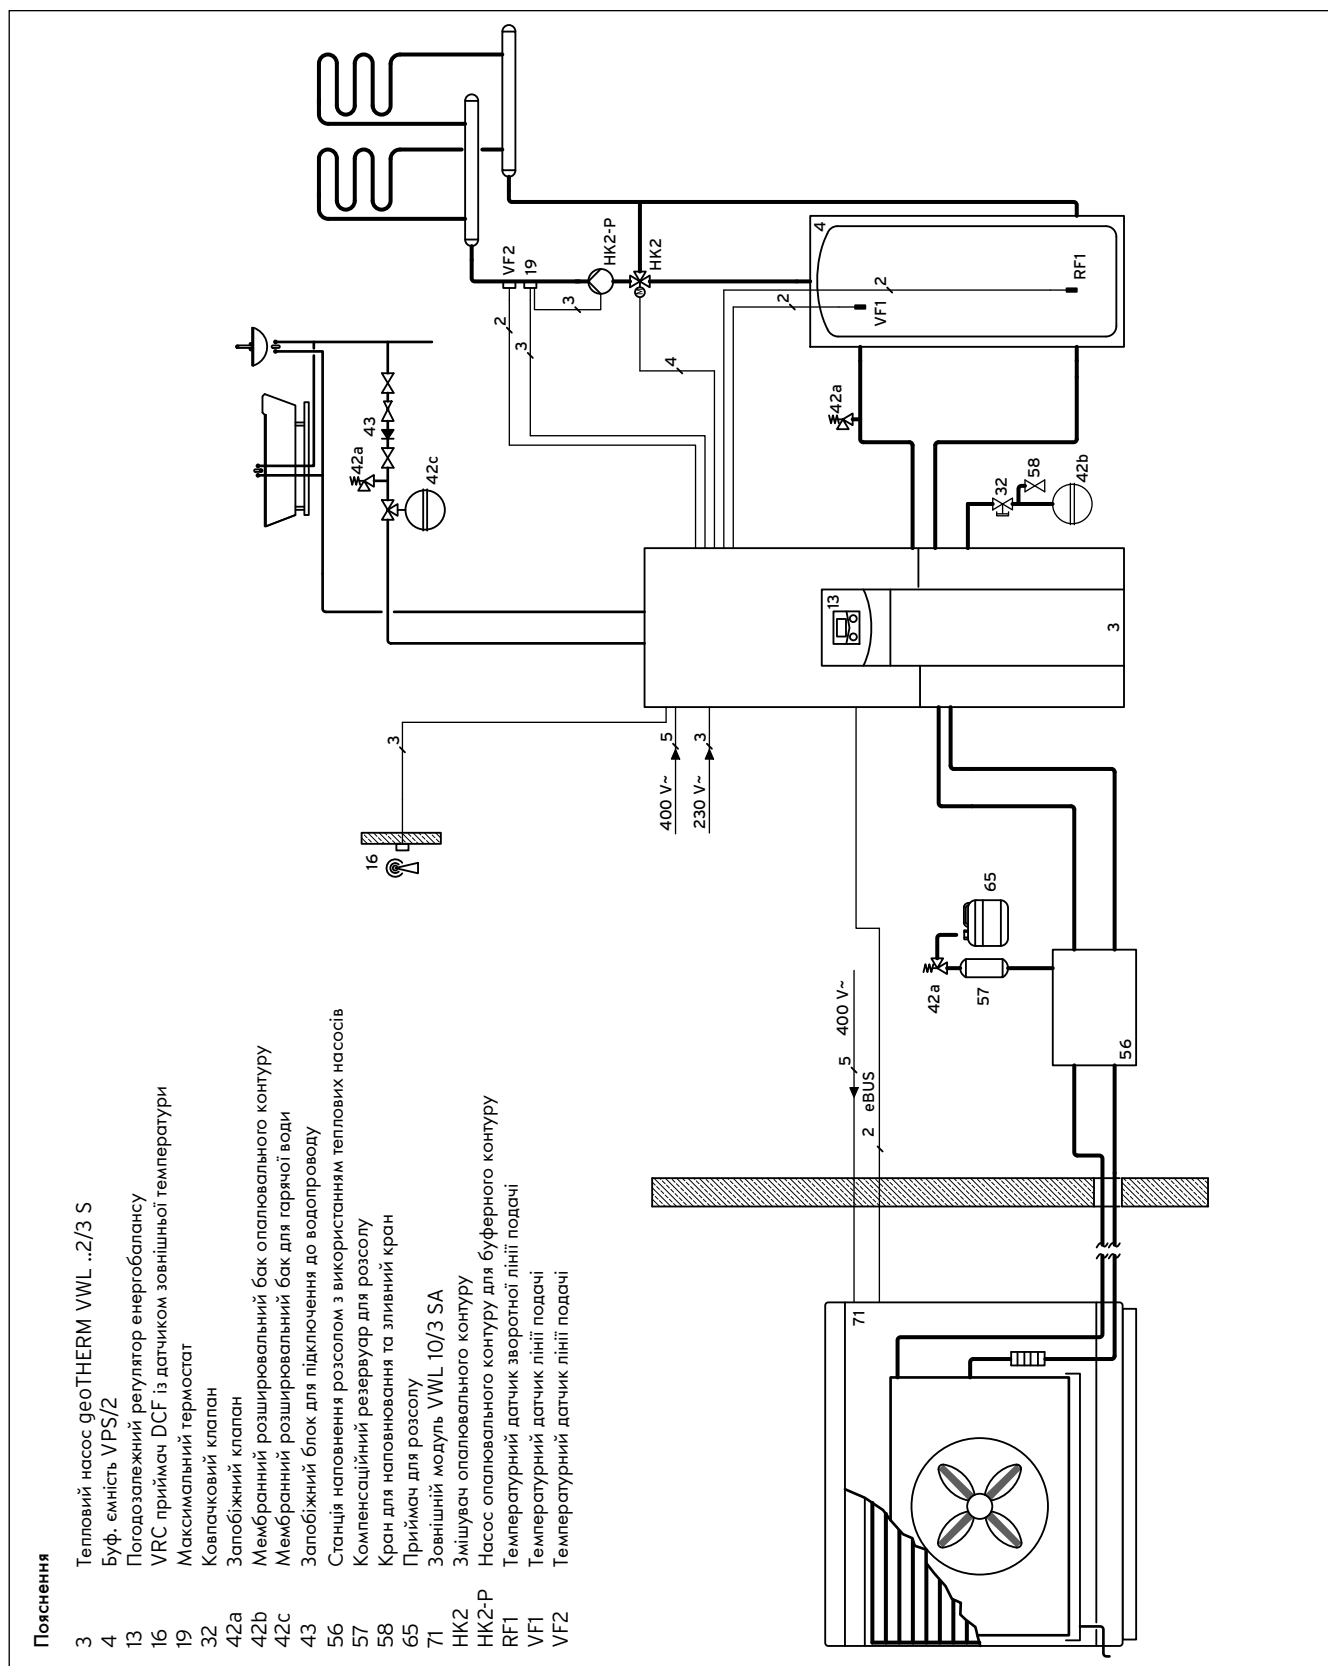 Пояснення
3 Тепловий насос geoTHERM VWL ..2/3 S
4 Буф. ємність VPS/2
13 Погодозалежний регулятор енергобалансу
16 VRC приймач DCF із датчиком зовнішньої температури
19 Максимальний термостат
32 Ковпачковий клапан
42a Запобіжний клапан
42b Мембранний розширювальний бак опалювального контуру
42c Мембранний розширювальний бак для гарячої води
43 Запобіжний блок для підключення до водопроводу
56 Станція наповнення розсолом з використанням теплових насосів
57 Компенсаційний резервуар для розсолу
58 Кран для наповнювання та зливний кран
65 Приймач для розсолу
71 Зовнішній модуль VWL 10/3 SA
HK2 Змішувач опалювального контуру
HK2-P Насос опалювального контуру для буферного контуру
RF1 Температурний датчик зворотної лінії подачі
VF1 Температурний датчик лінії подачі
VF2 Температурний датчик лінії подачі
16
3
400 V~
5
230 V~
3
42a
43
42c
VF2
19
HK2-P
HK2
2
3
3
4
2
2
4
VF1
RF1
42a
32
58
42b
13
3
42a
57
65
56
400 V~
5
2
eBUS
71